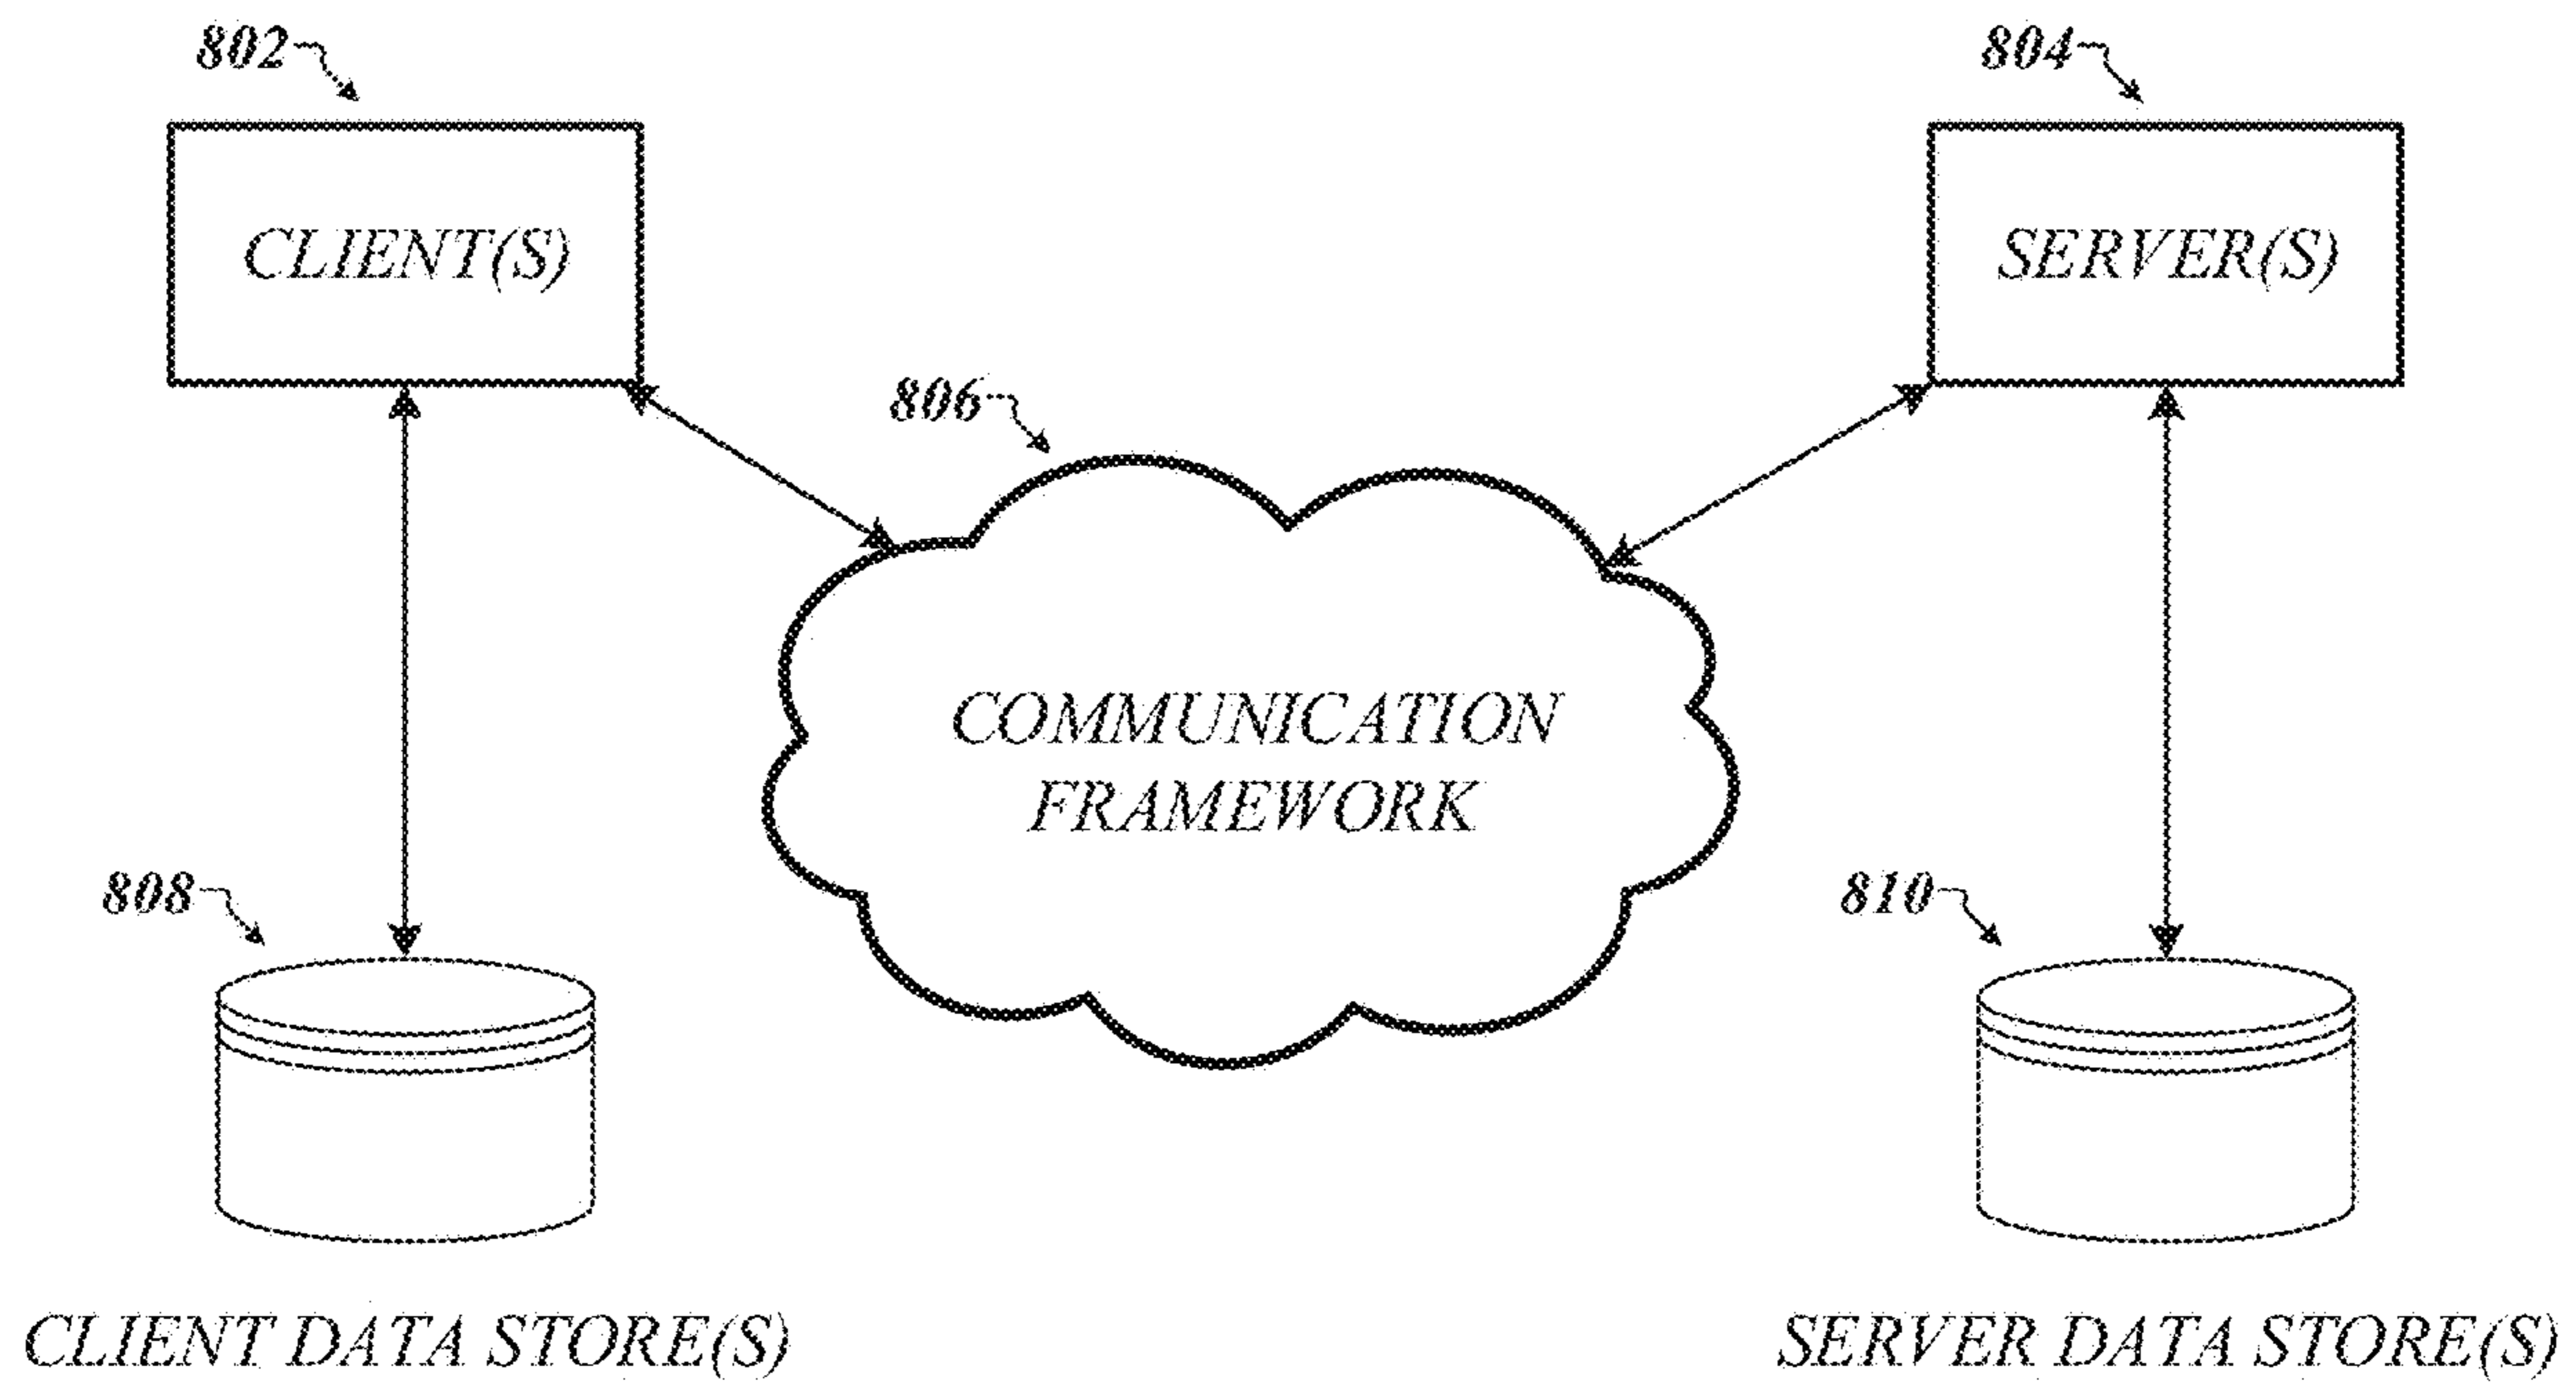 802
804
CLIENT(S)
SERVER(S)
806
COMMUNICATION
FRAMEWORK
808
810
CLIENT DATA STORE(S)
SERVER DATA STORE(S)